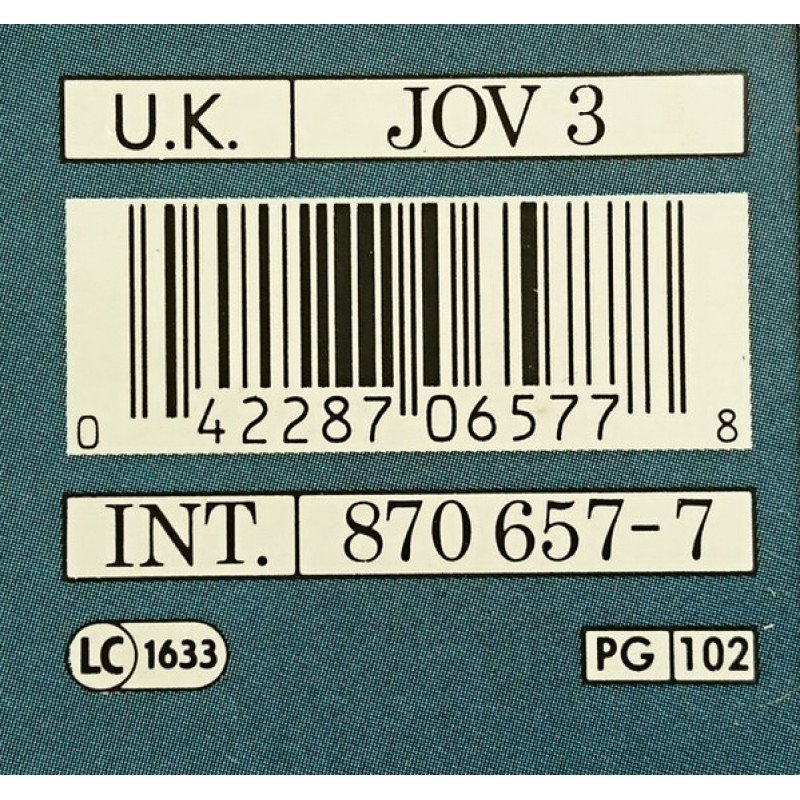 U.K. JOV 3
0 42287 06577 8
INT. 870 657-7
LC 1633 PG 102